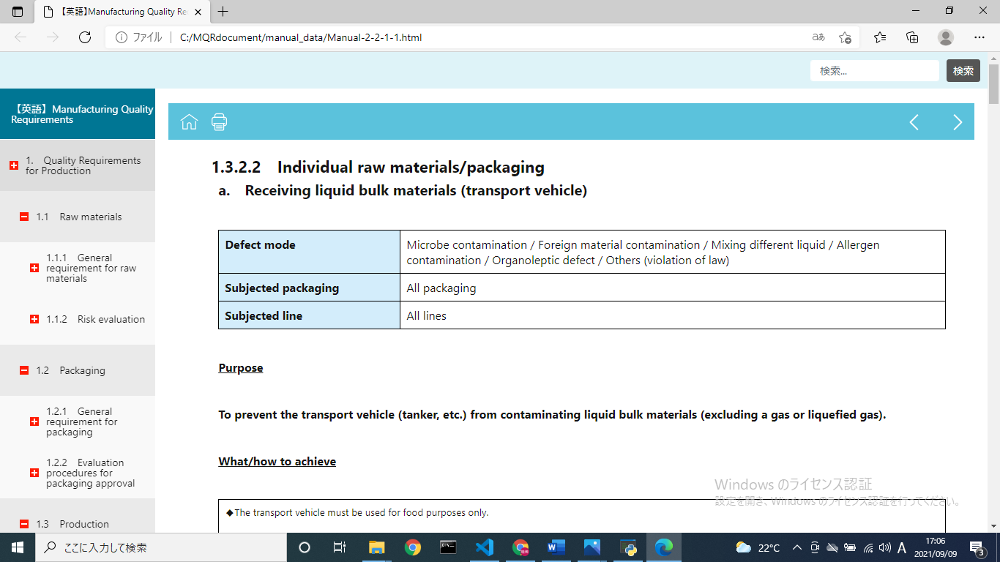 【英語】Manufacturing Quality Re
ファイル
C:/MQRdocument/manual_data/Manual-2-2-1-1.html
aあ
検索...
検索
【英語】Manufacturing Quality
Requirements
1. Quality Requirements
for Production
1.1 Raw materials
1.1.1 General
requirement for raw
materials
1.1.2 Risk evaluation
1.2 Packaging
1.2.1 General
requirement for
packaging
1.2.2 Evaluation
procedures for
packaging approval
1.3 Production
1.3.2.2 Individual raw materials/packaging
a. Receiving liquid bulk materials (transport vehicle)
Defect mode
Microbe contamination / Foreign material contamination / Mixing different liquid / Allergen
contamination / Organoleptic defect / Others (violation of law)
Subjected packaging
All packaging
Subjected line
All lines
Purpose
To prevent the transport vehicle (tanker, etc.) from contaminating liquid bulk materials (excluding a gas or liquefied gas).
What/how to achieve
◆The transport vehicle must be used for food purposes only.
Windows のライセンス認証
設定を開き、Windows のライセンス認証を行ってください。
ここに入力して検索
22°C
A
17:06
2021/09/09
3